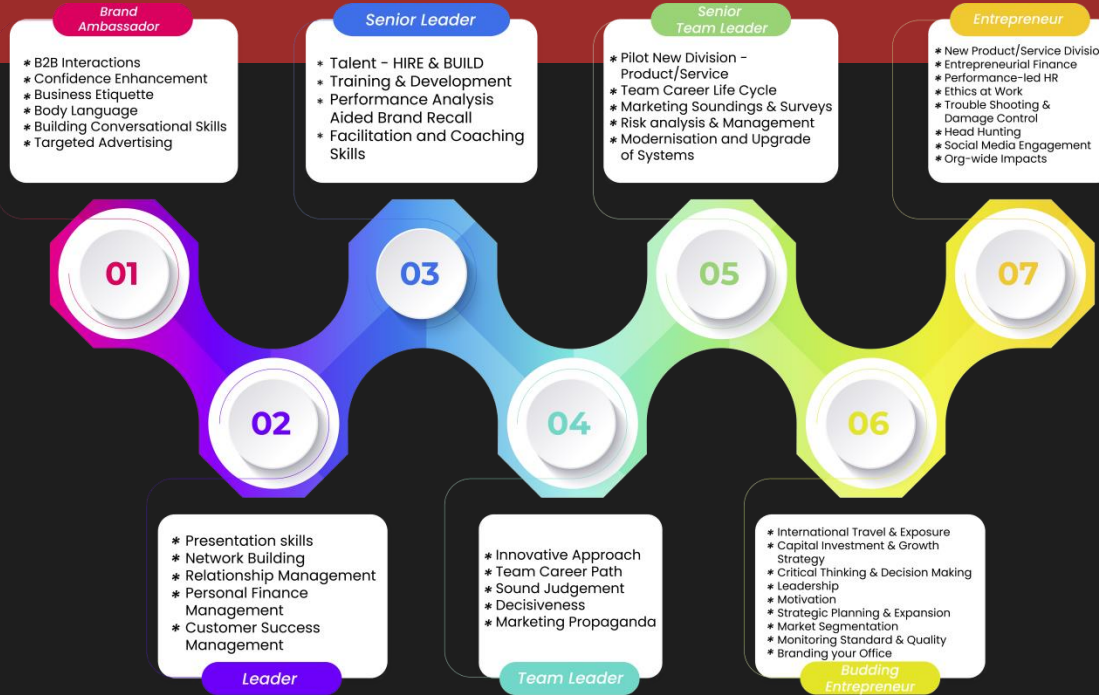 Brand
Ambassador
* B2B Interactions
* Confidence Enhancement
* Business Etiquette
* Body Language
* Building Conversational Skills
* Targeted Advertising
Senior Leader
* Talent - HIRE & BUILD
* Training & Development
* Performance Analysis
Aided Brand Recall
* Facilitation and Coaching
Skills
Senior
Team Leader
* Pilot New Division -
Product/Service
* Team Career Life Cycle
* Marketing Soundings & Surveys
* Risk analysis & Management
* Modernisation and Upgrade
of Systems
Entrepreneur
* New Product/Service Divisio
* Entrepreneurial Finance
* Performance-led HR
* Ethics at Work
* Trouble Shooting &
Damage Control
* Head Hunting
* Social Media Engagement
* Org-wide Impacts
01
03
05
07
02
04
06
* Presentation skills
* Network Building
* Relationship Management
* Personal Finance
Management
* Customer Success
Management
Leader
* Innovative Approach
* Team Career Path
* Sound Judgement
* Decisiveness
* Marketing Propaganda
Team Leader
* International Travel & Exposure
* Capital Investment & Growth
Strategy
* Critical Thinking & Decision Making
* Leadership
* Motivation
* Strategic Planning & Expansion
* Market Segmentation
* Monitoring Standard & Quality
* Branding your Office
Budding
Entrepreneur